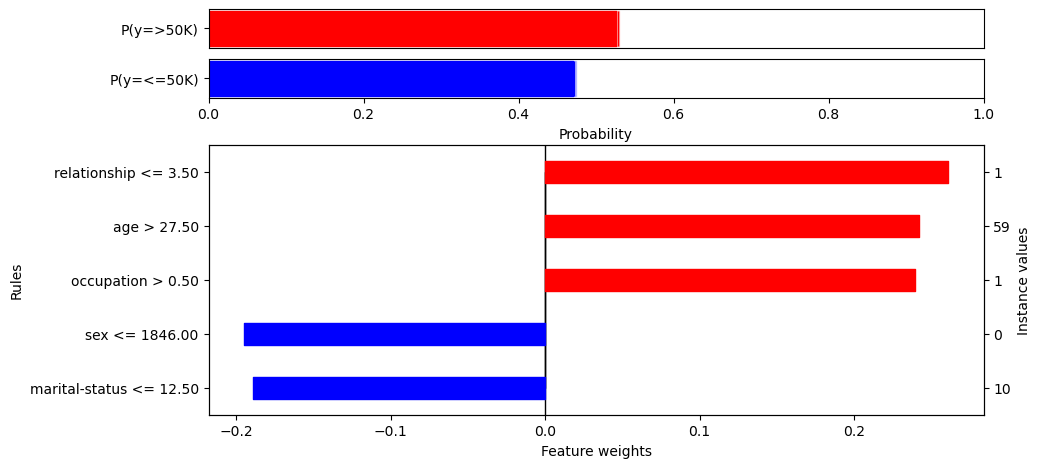 P(y=>50K)
P(y=<=50K)
0.0 0.2 0.4 0.6 0.8 1.0
Probability
relationship <= 3.50 1
age > 27.50 59
occupation > 0.50 1
sex <= 1846.00 0
marital-status <= 12.50 10
Rules
Instance values
−0.2 −0.1 0.0 0.1 0.2
Feature weights